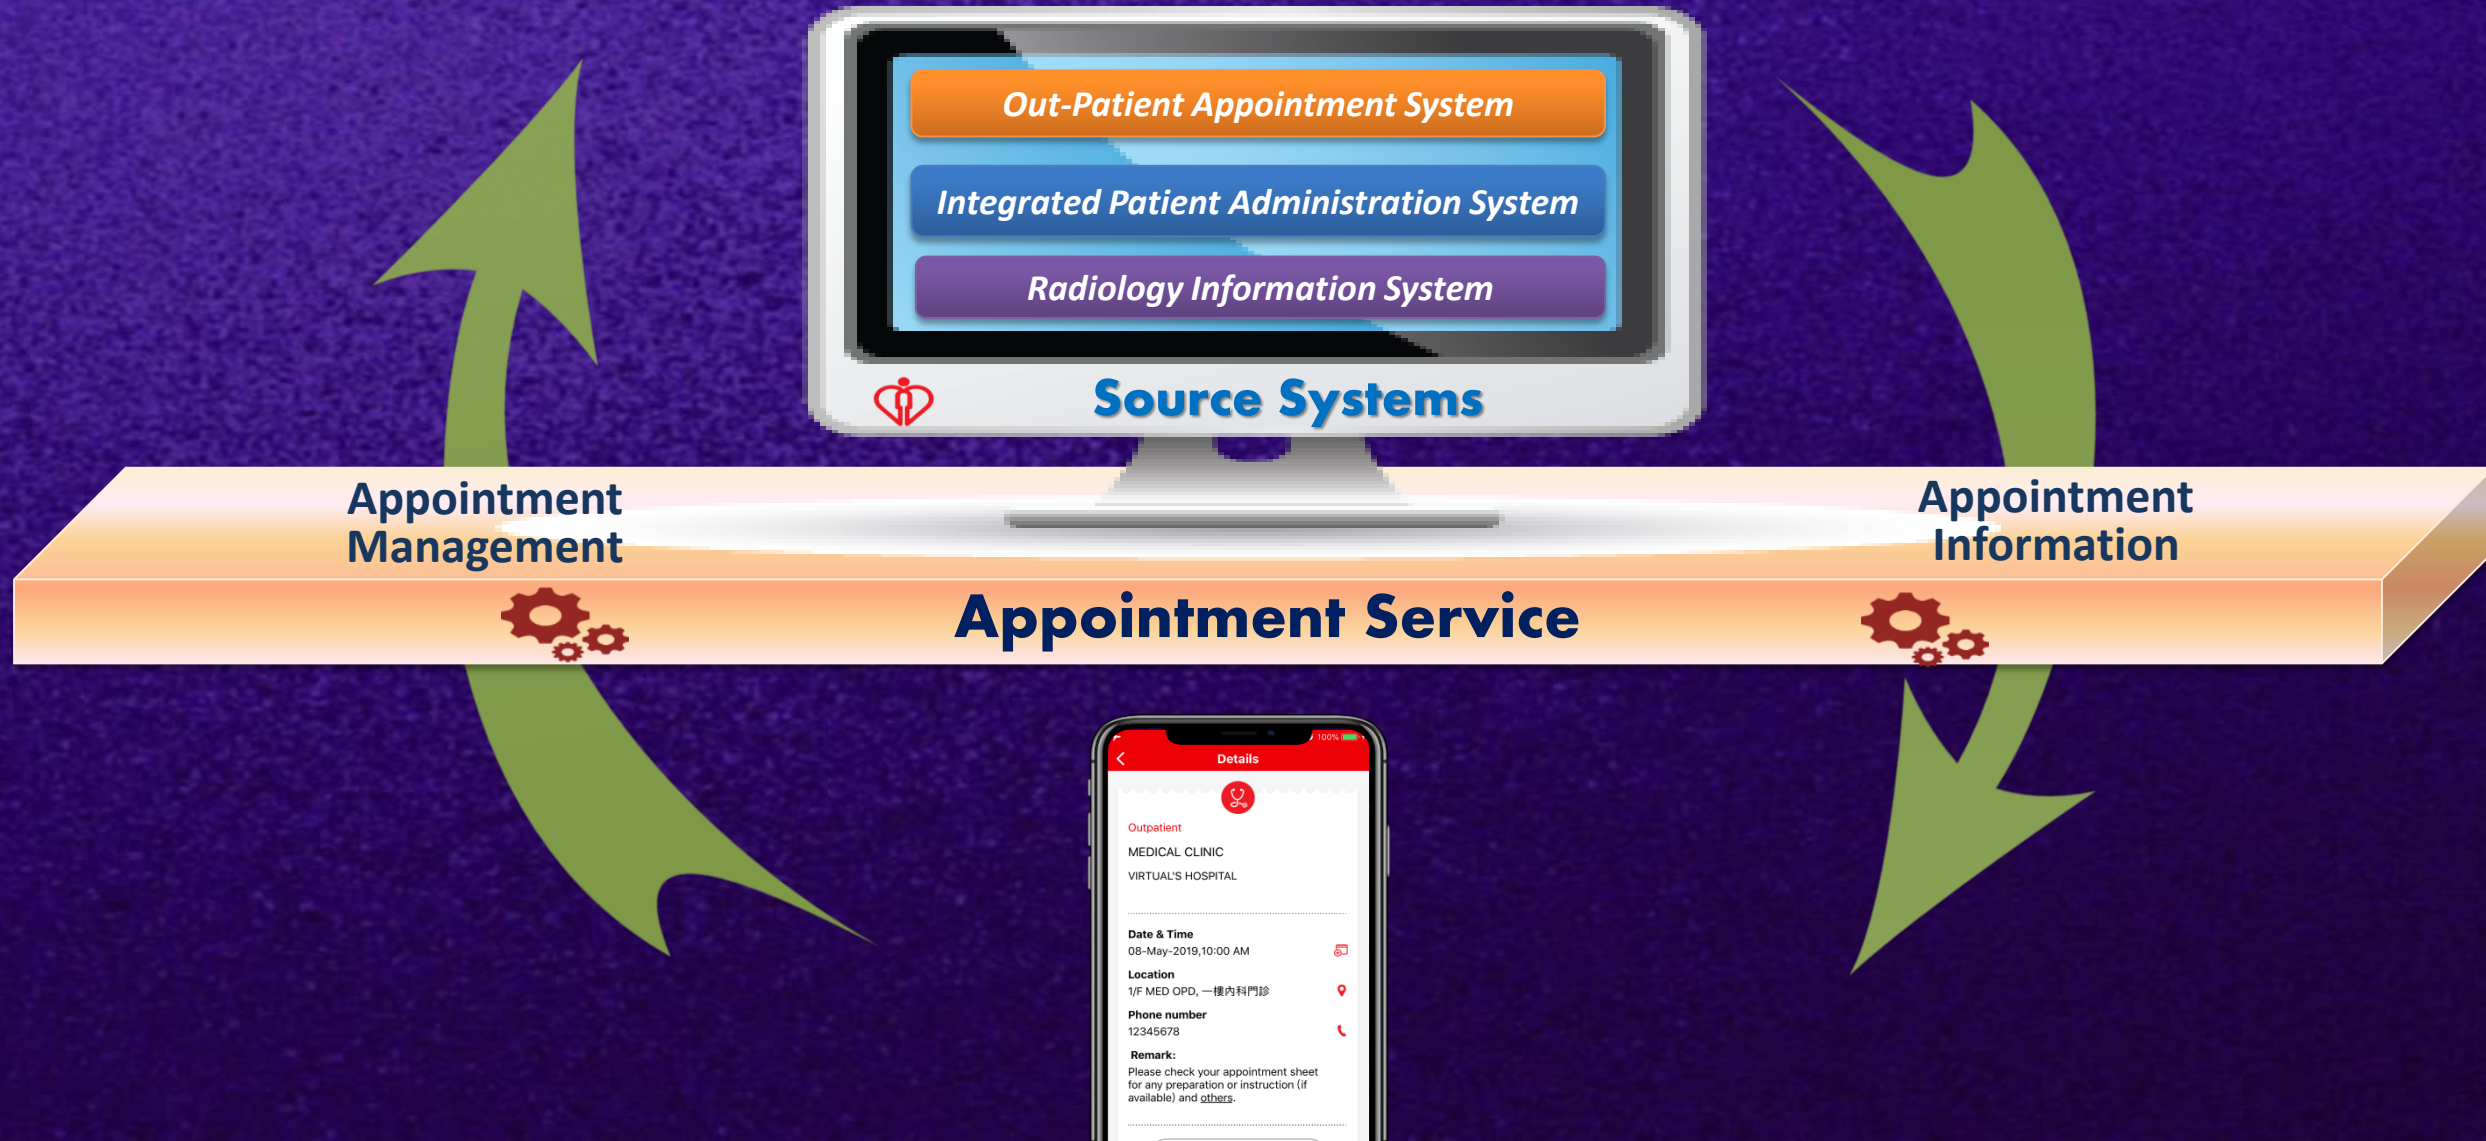 Out-Patient Appointment System
Integrated Patient Administration System
Radiology Information System
Source Systems
Appointment
Management
Appointment
Information
Appointment Service
100%
Details
Outpatient
MEDICAL CLINIC
VIRTUAL'S HOSPITAL
Date & Time
08-May-2019,10:00 AM
Location
1/F MED OPD, 一樓內科門診
Phone number
12345678
Remark:
Please check your appointment sheet
for any preparation or instruction (if
available) and others.